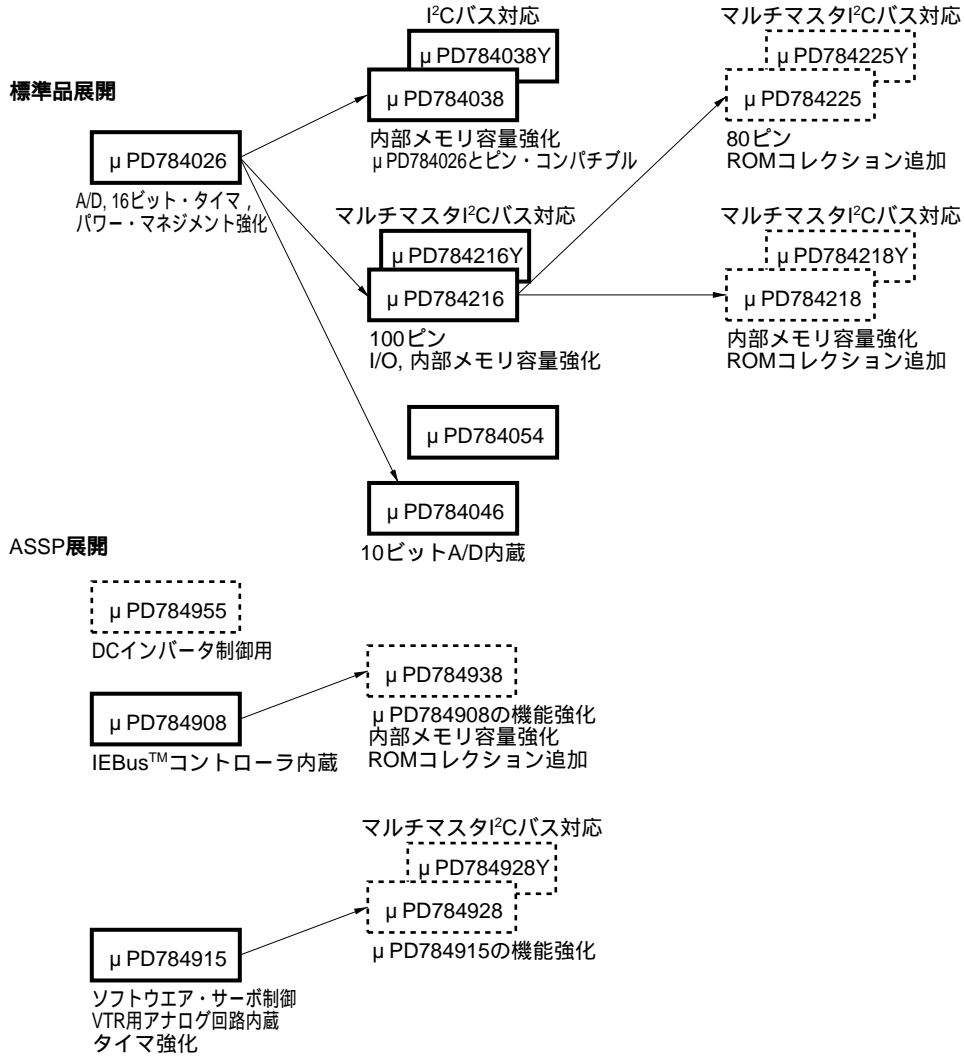 標準品展開
I²Cバス対応
μPD784038Y
μPD784038
内部メモリ容量強化
μPD784026とピン・コンパチブル
マルチマスタI²Cバス対応
μPD784225Y
μPD784225
80ピン
ROMコレクション追加
μPD784026
A/D, 16ビット・タイマ,
パワー・マネジメント強化
マルチマスタI²Cバス対応
μPD784216Y
μPD784216
100ピン
I/O, 内部メモリ容量強化
マルチマスタI²Cバス対応
μPD784218Y
μPD784218
内部メモリ容量強化
ROMコレクション追加
μPD784054
μPD784046
10ビットA/D内蔵
ASSP展開
μPD784955
DCインバータ制御用
μPD784908
IEBus™コントローラ内蔵
μPD784938
μPD784908の機能強化
内部メモリ容量強化
ROMコレクション追加
マルチマスタI²Cバス対応
μPD784928Y
μPD784928
μPD784915の機能強化
μPD784915
ソフトウエア・サーボ制御
VTR用アナログ回路内蔵
タイマ強化